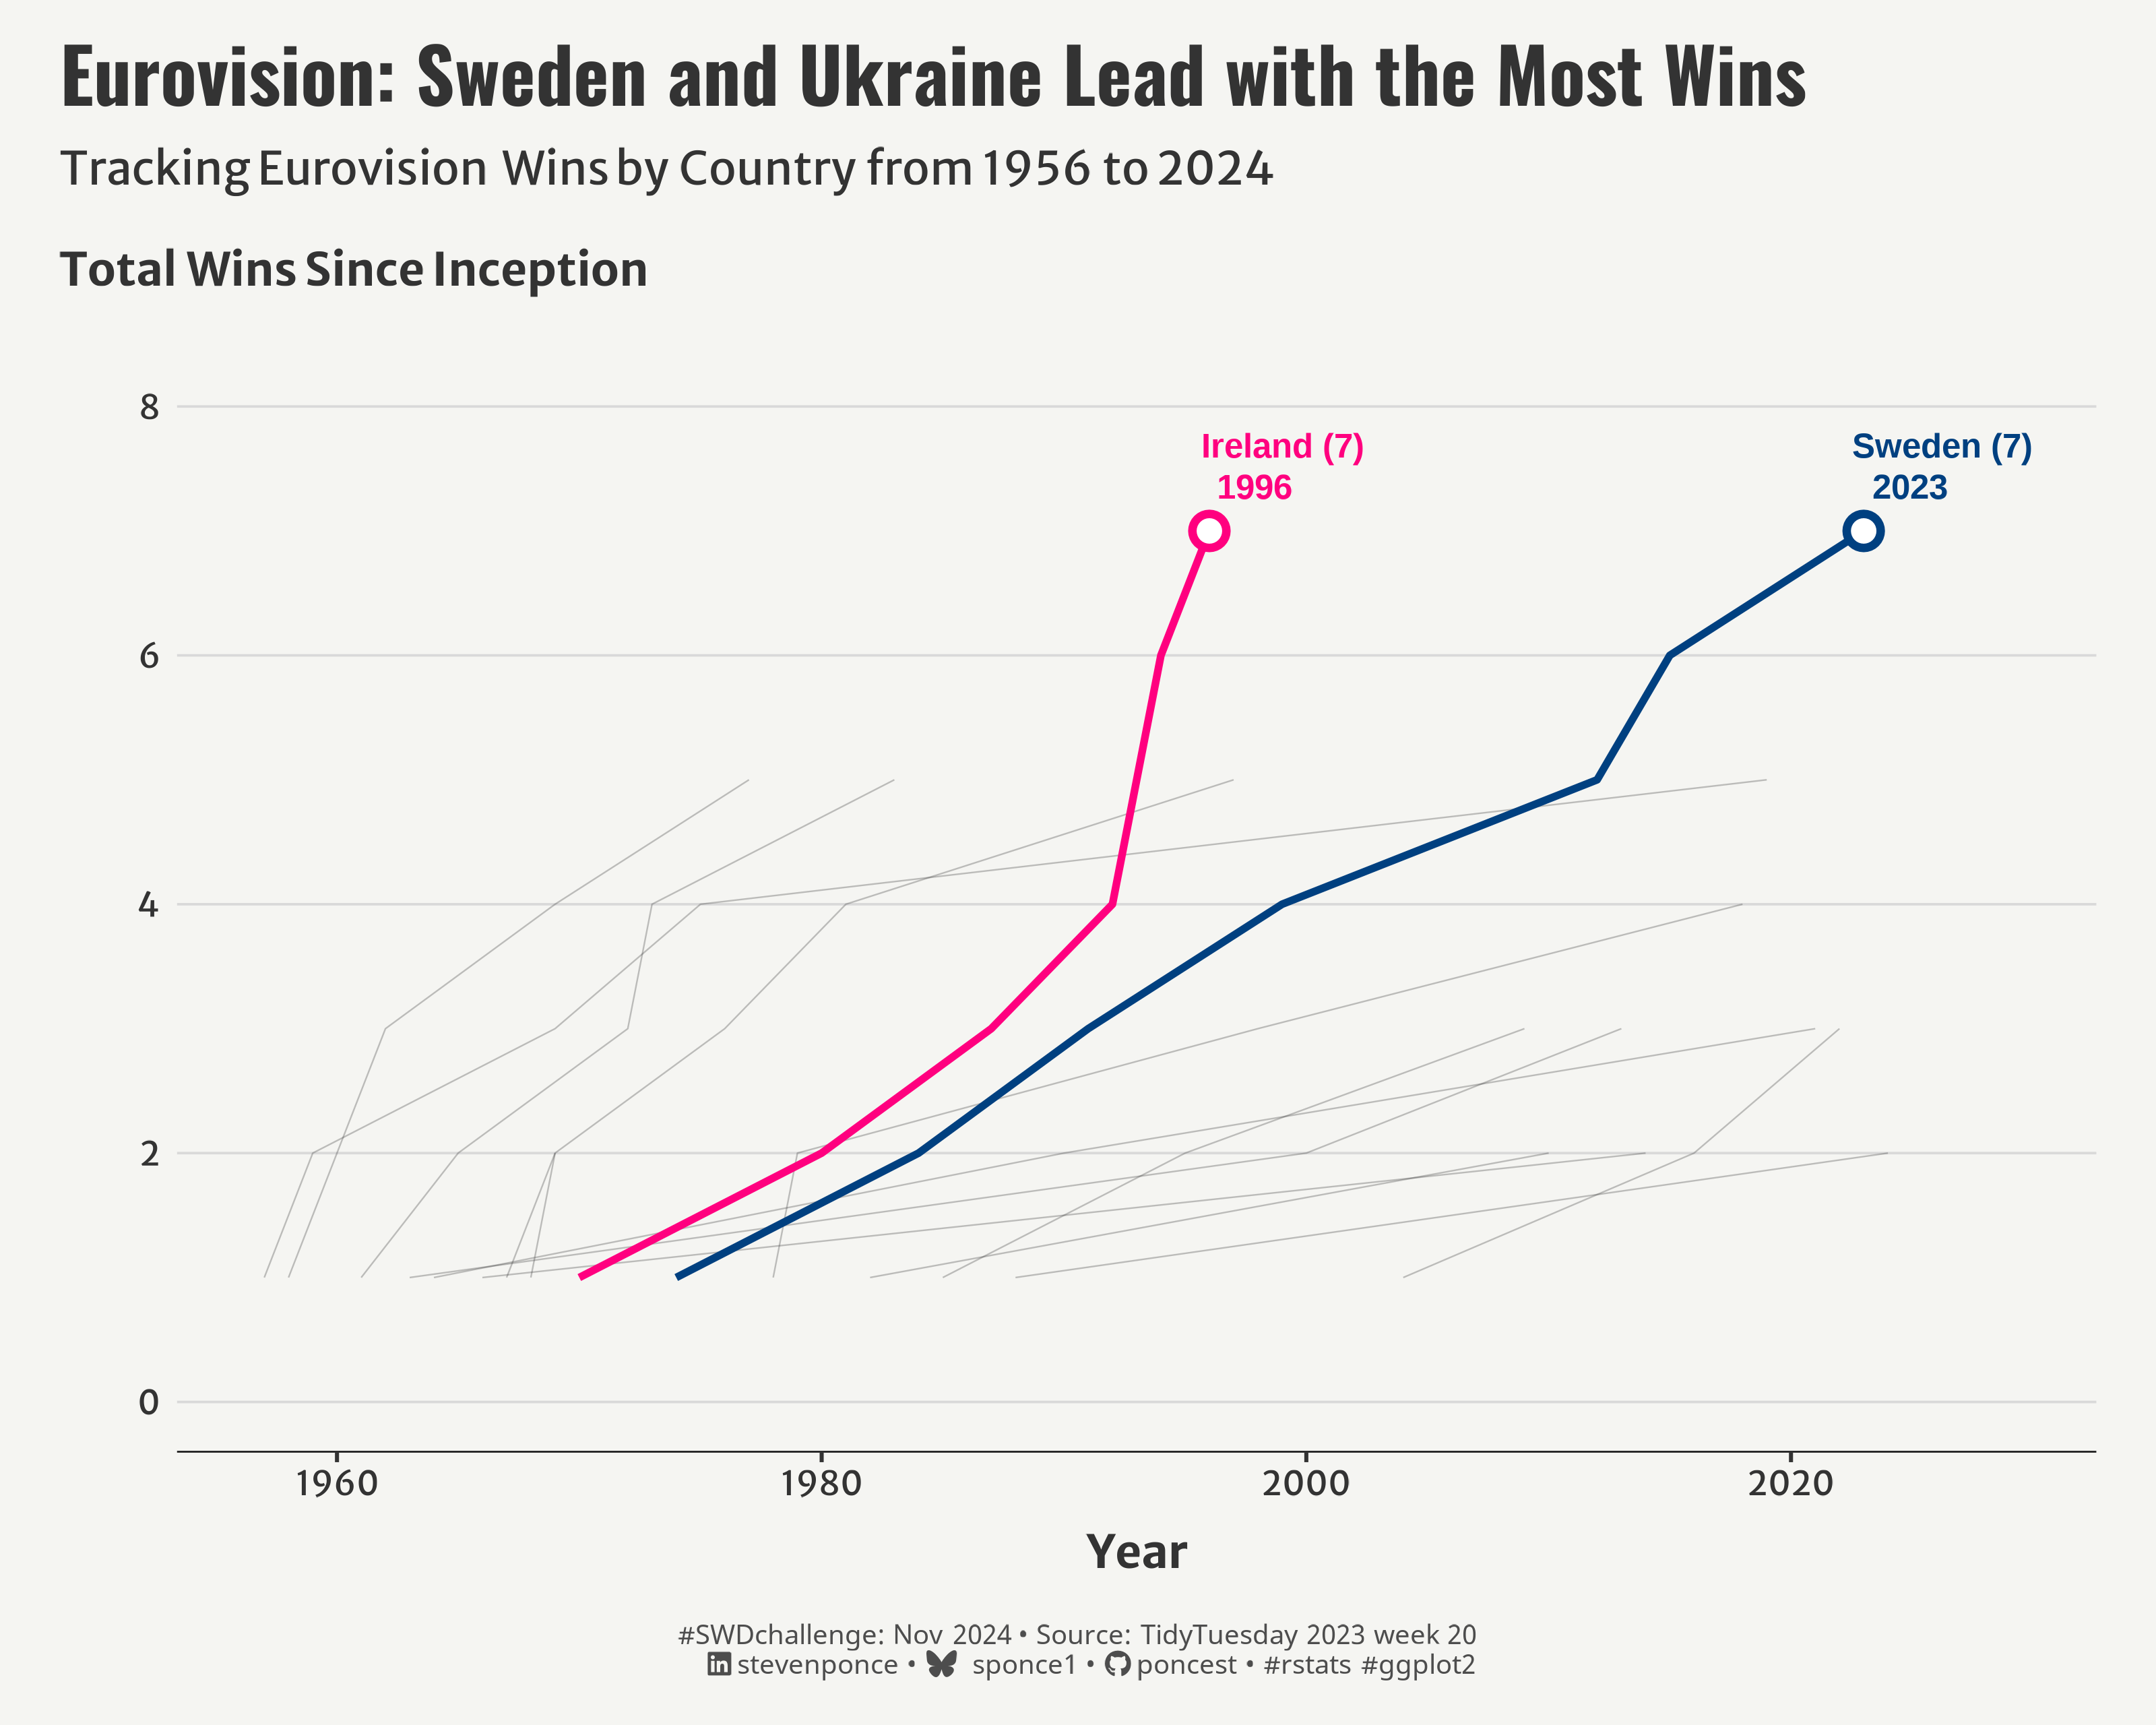 Eurovision: Sweden and Ukraine Lead with the Most Wins
Tracking Eurovision Wins by Country from 1956 to 2024
Total Wins Since Inception
8
Ireland (7)
1996
Sweden (7)
2023
6
4
2
0
1960 1980 2000 2020
Year
#SWDchallenge: Nov 2024 • Source: TidyTuesday 2023 week 20
stevenponce • sponce1 • poncest • #rstats #ggplot2